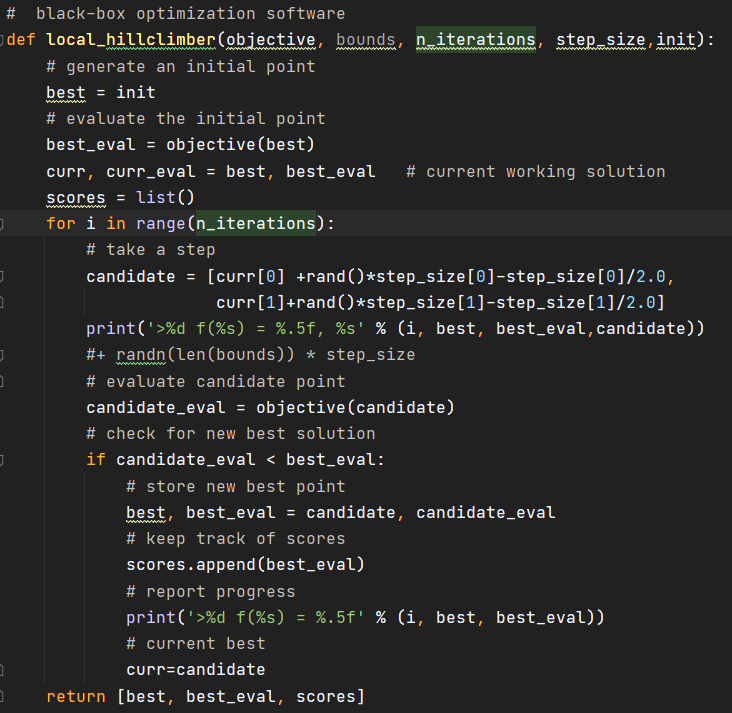 #  black-box optimization software
def local_hillclimber(objective, bounds, n_iterations, step_size,init):
    # generate an initial point
    best = init
    # evaluate the initial point
    best_eval = objective(best)
    curr, curr_eval = best, best_eval   # current working solution
    scores = list()
    for i in range(n_iterations):
        # take a step
        candidate = [curr[0] +rand()*step_size[0]-step_size[0]/2.0,
                     curr[1]+rand()*step_size[1]-step_size[1]/2.0]
        print('>%d f(%s) = %.5f, %s' % (i, best, best_eval,candidate))
        #+ randn(len(bounds)) * step_size
        # evaluate candidate point
        candidate_eval = objective(candidate)
        # check for new best solution
        if candidate_eval < best_eval:
            # store new best point
            best, best_eval = candidate, candidate_eval
            # keep track of scores
            scores.append(best_eval)
            # report progress
            print('>%d f(%s) = %.5f' % (i, best, best_eval))
            # current best
            curr=candidate
    return [best, best_eval, scores]